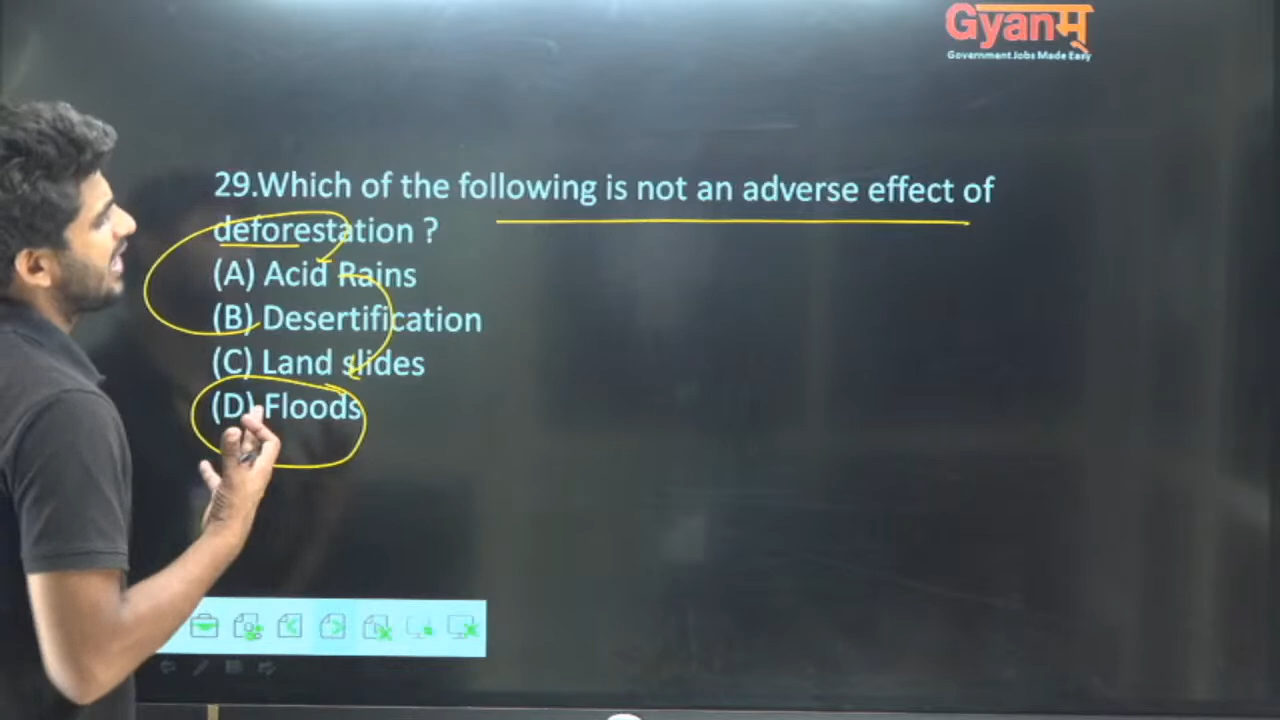 Gyanम्
Government Jobs Made Easy
29.Which of the following is not an adverse effect of
deforestation ?
(A) Acid Rains
(B) Desertification
(C) Land slides
(D) Floods